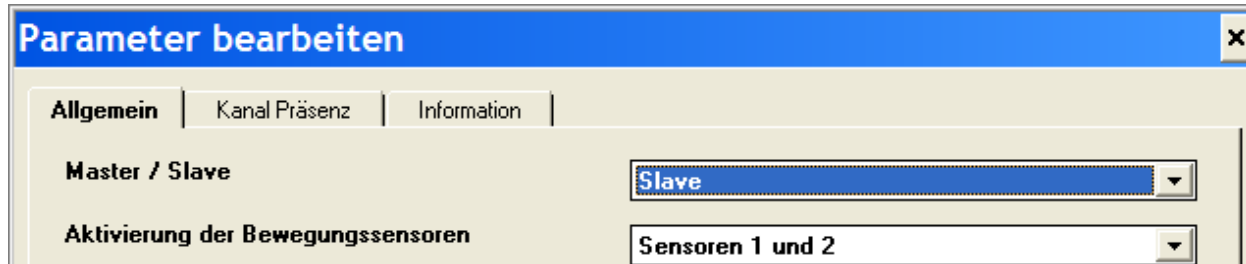 Parameter bearbeiten
Allgemein Kanal Präsenz Information
Master / Slave Slave
Aktivierung der Bewegungssensoren Sensoren 1 und 2